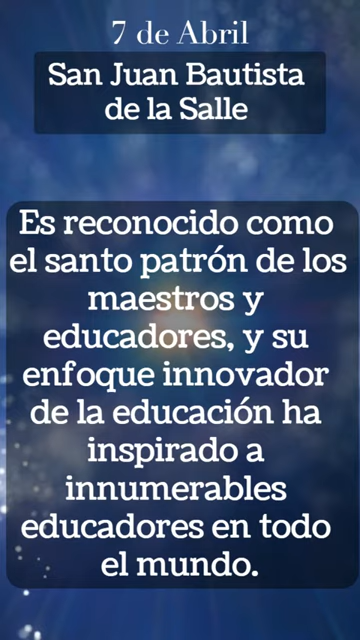 7 de Abril
San Juan Bautista
de la Salle
Es reconocido como
el santo patrón de los
maestros y
educadores, y su
enfoque innovador
de la educación ha
inspirado a
innumerables
educadores en todo
el mundo.